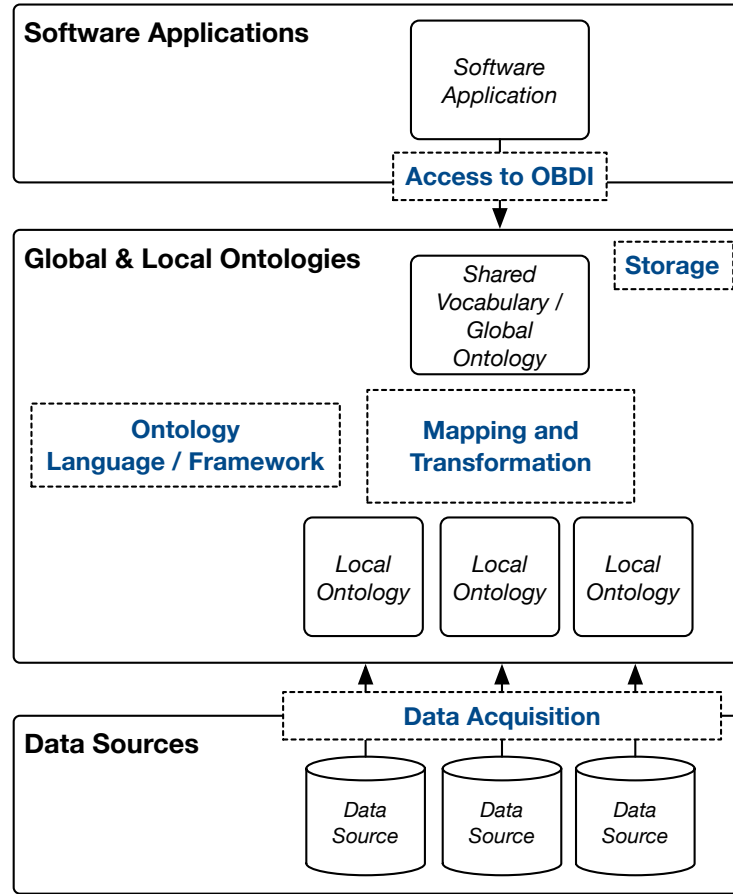 Software Applications
Software
Application
Access to OBDI
Global & Local Ontologies
Storage
Shared
Vocabulary /
Global
Ontology
Ontology
Language / Framework
Mapping and
Transformation
Local
Ontology
Local
Ontology
Local
Ontology
Data Acquisition
Data Sources
Data
Source
Data
Source
Data
Source